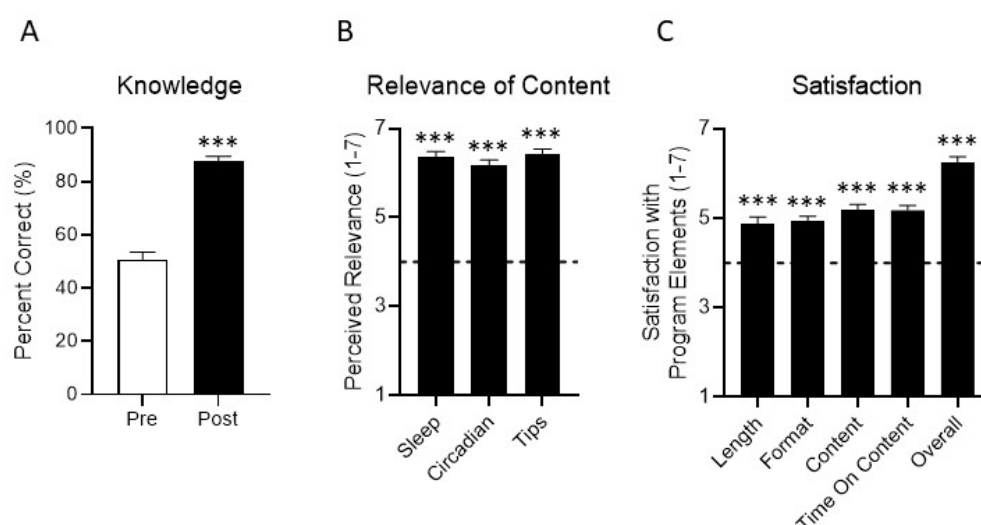 A
Knowledge
Percent Correct (%)
100
80
60
40
20
0
***
Pre
Post
B
Relevance of Content
Perceived Relevance (1-7)
7
5
3
1
***
***
***
Sleep
Circadian
Tips
C
Satisfaction
Satisfaction with
Program Elements (1-7)
7
5
3
1
***
***
***
***
***
Length
Format
Content
Time On Content
Overall